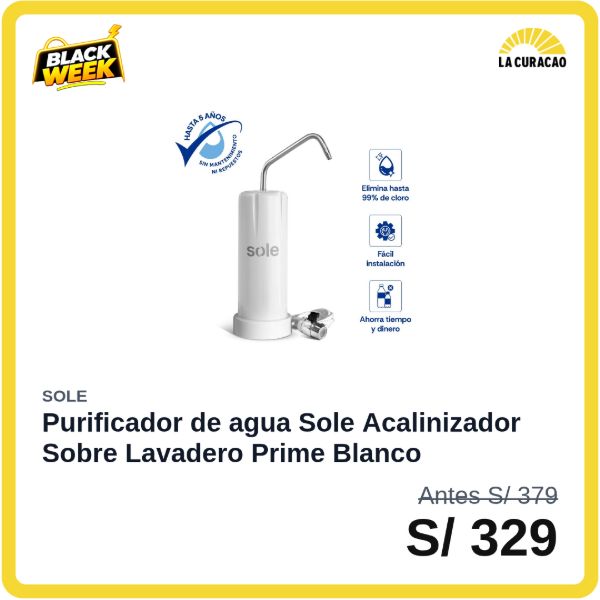 BLACK
WEEK
LA CURACAO
HASTA 5 AÑOS
SIN MANTENIMIENTO
NI REPUESTOS
sole
Elimina hasta
99% de cloro
Fácil
instalación
Ahorra tiempo
y dinero
SOLE
Purificador de agua Sole Acalinizador
Sobre Lavadero Prime Blanco
Antes S/ 379
S/ 329